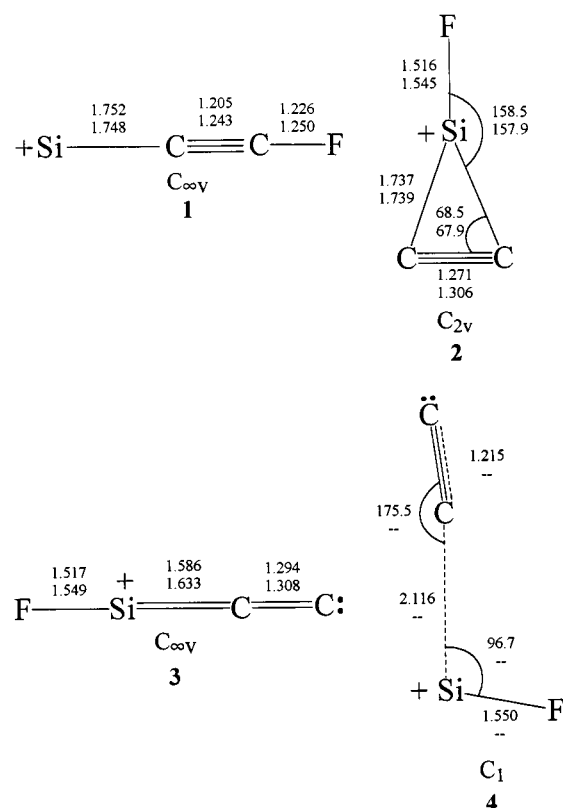 1.752
1.748
1.205
1.243
1.226
1.250
+Si C C F
C∞v
1
F
1.516
1.545
158.5
157.9
+Si
1.737
1.739
68.5
67.9
C C
1.271
1.306
C2v
2
1.517
1.549
+
1.586
1.633
1.294
1.308
F Si C C:
C∞v
3
C̈
1.215
--
175.5
--
C
2.116
--
96.7
--
+ Si
F
1.550
--
C1
4